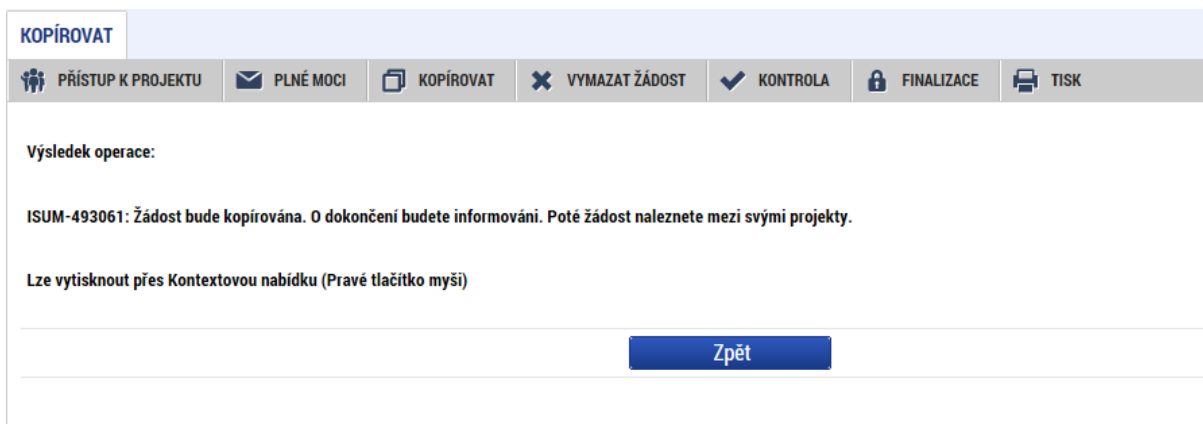 KOPÍROVAT
PŘÍSTUP K PROJEKTU PLNÉ MOCI KOPÍROVAT VYMAZAT ŽÁDOST KONTROLA FINALIZACE TISK
Výsledek operace:
ISUM-493061: Žádost bude kopírována. O dokončení budete informováni. Poté žádost naleznete mezi svými projekty.
Lze vytisknout přes Kontextovou nabídku (Pravé tlačítko myši)
Zpět